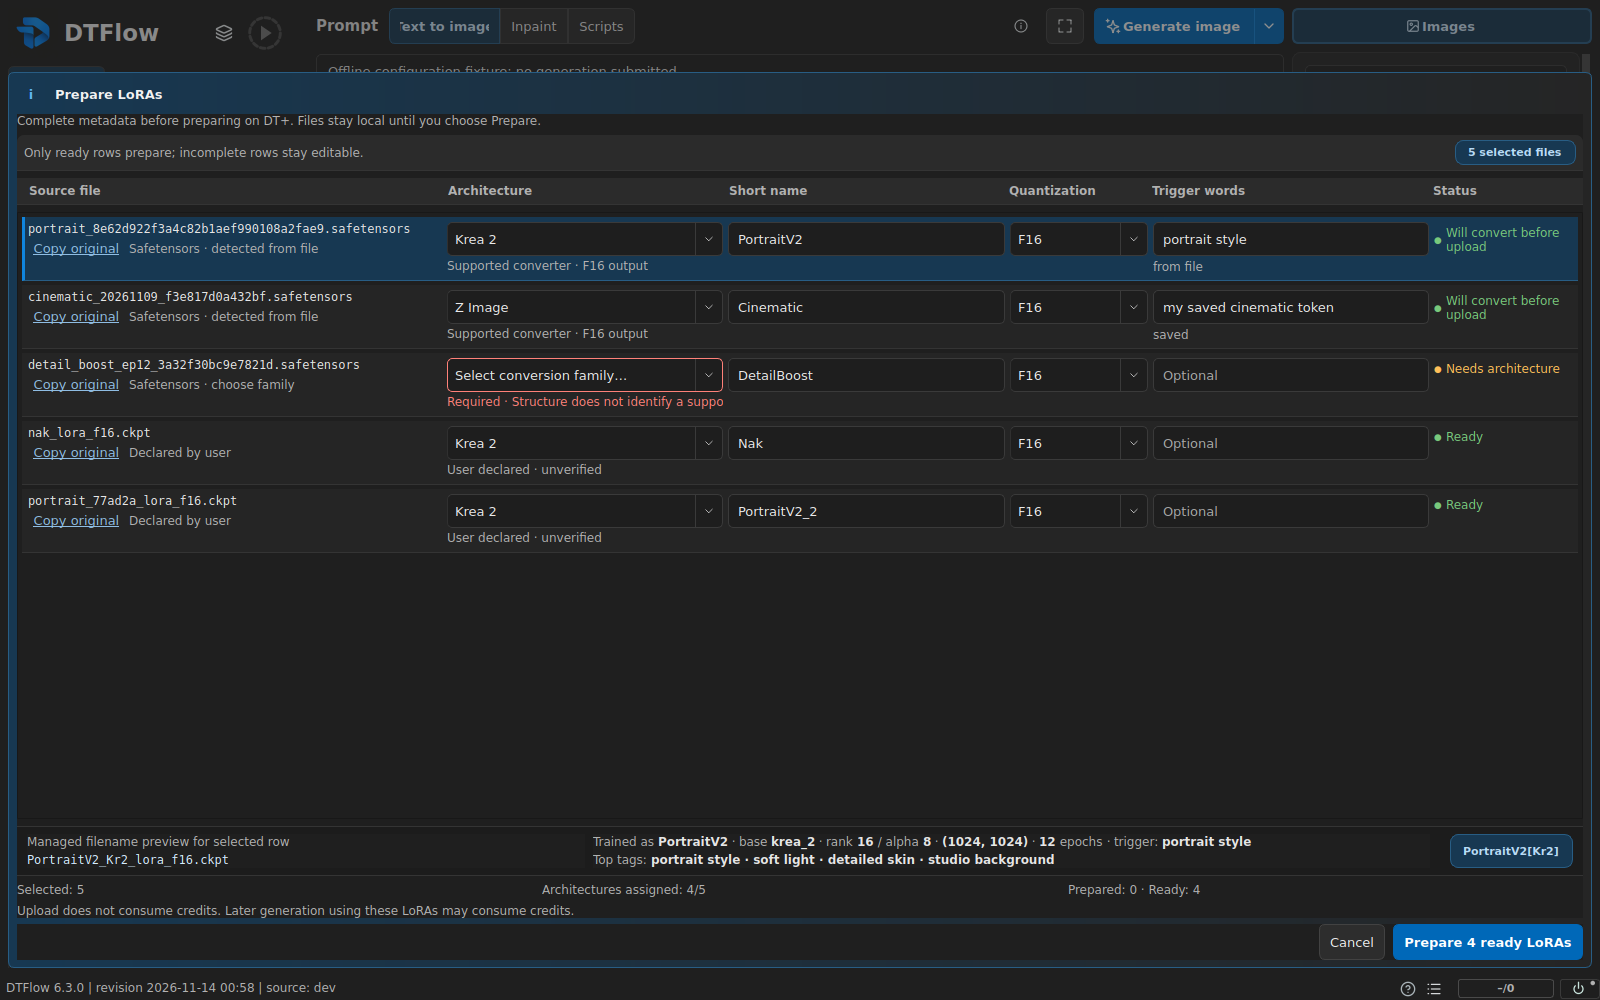 DTFlow
Prompt
Text to image
Inpaint
Scripts
Generate image
Images
Offline configuration fixture: no generation submitted
i Prepare LoRAs
Complete metadata before preparing on DT+. Files stay local until you choose Prepare.
Only ready rows prepare; incomplete rows stay editable.
5 selected files
Source file Architecture Short name Quantization Trigger words Status
portrait_8e62d922f3a4c82b1aef990108a2fae9.safetensors
Copy original Safetensors · detected from file
Krea 2
Supported converter · F16 output
PortraitV2
F16
portrait style
from file
Will convert before
upload
cinematic_20261109_f3e817d0a432bf.safetensors
Copy original Safetensors · detected from file
Z Image
Supported converter · F16 output
Cinematic
F16
my saved cinematic token
saved
Will convert before
upload
detail_boost_ep12_3a32f30bc9e7821d.safetensors
Copy original Safetensors · choose family
Select conversion family...
Required · Structure does not identify a suppo
DetailBoost
F16
Optional
Needs architecture
nak_lora_f16.ckpt
Copy original Declared by user
Krea 2
User declared · unverified
Nak
F16
Optional
Ready
portrait_77ad2a_lora_f16.ckpt
Copy original Declared by user
Krea 2
User declared · unverified
PortraitV2_2
F16
Optional
Ready
Managed filename preview for selected row
PortraitV2_Kr2_lora_f16.ckpt
Trained as PortraitV2 · base krea_2 · rank 16 / alpha 8 · (1024, 1024) · 12 epochs · trigger: portrait style
Top tags: portrait style · soft light · detailed skin · studio background
PortraitV2[Kr2]
Selected: 5
Architectures assigned: 4/5
Prepared: 0 · Ready: 4
Upload does not consume credits. Later generation using these LoRAs may consume credits.
Cancel
Prepare 4 ready LoRAs
DTFlow 6.3.0 | revision 2026-11-14 00:58 | source: dev
-/0